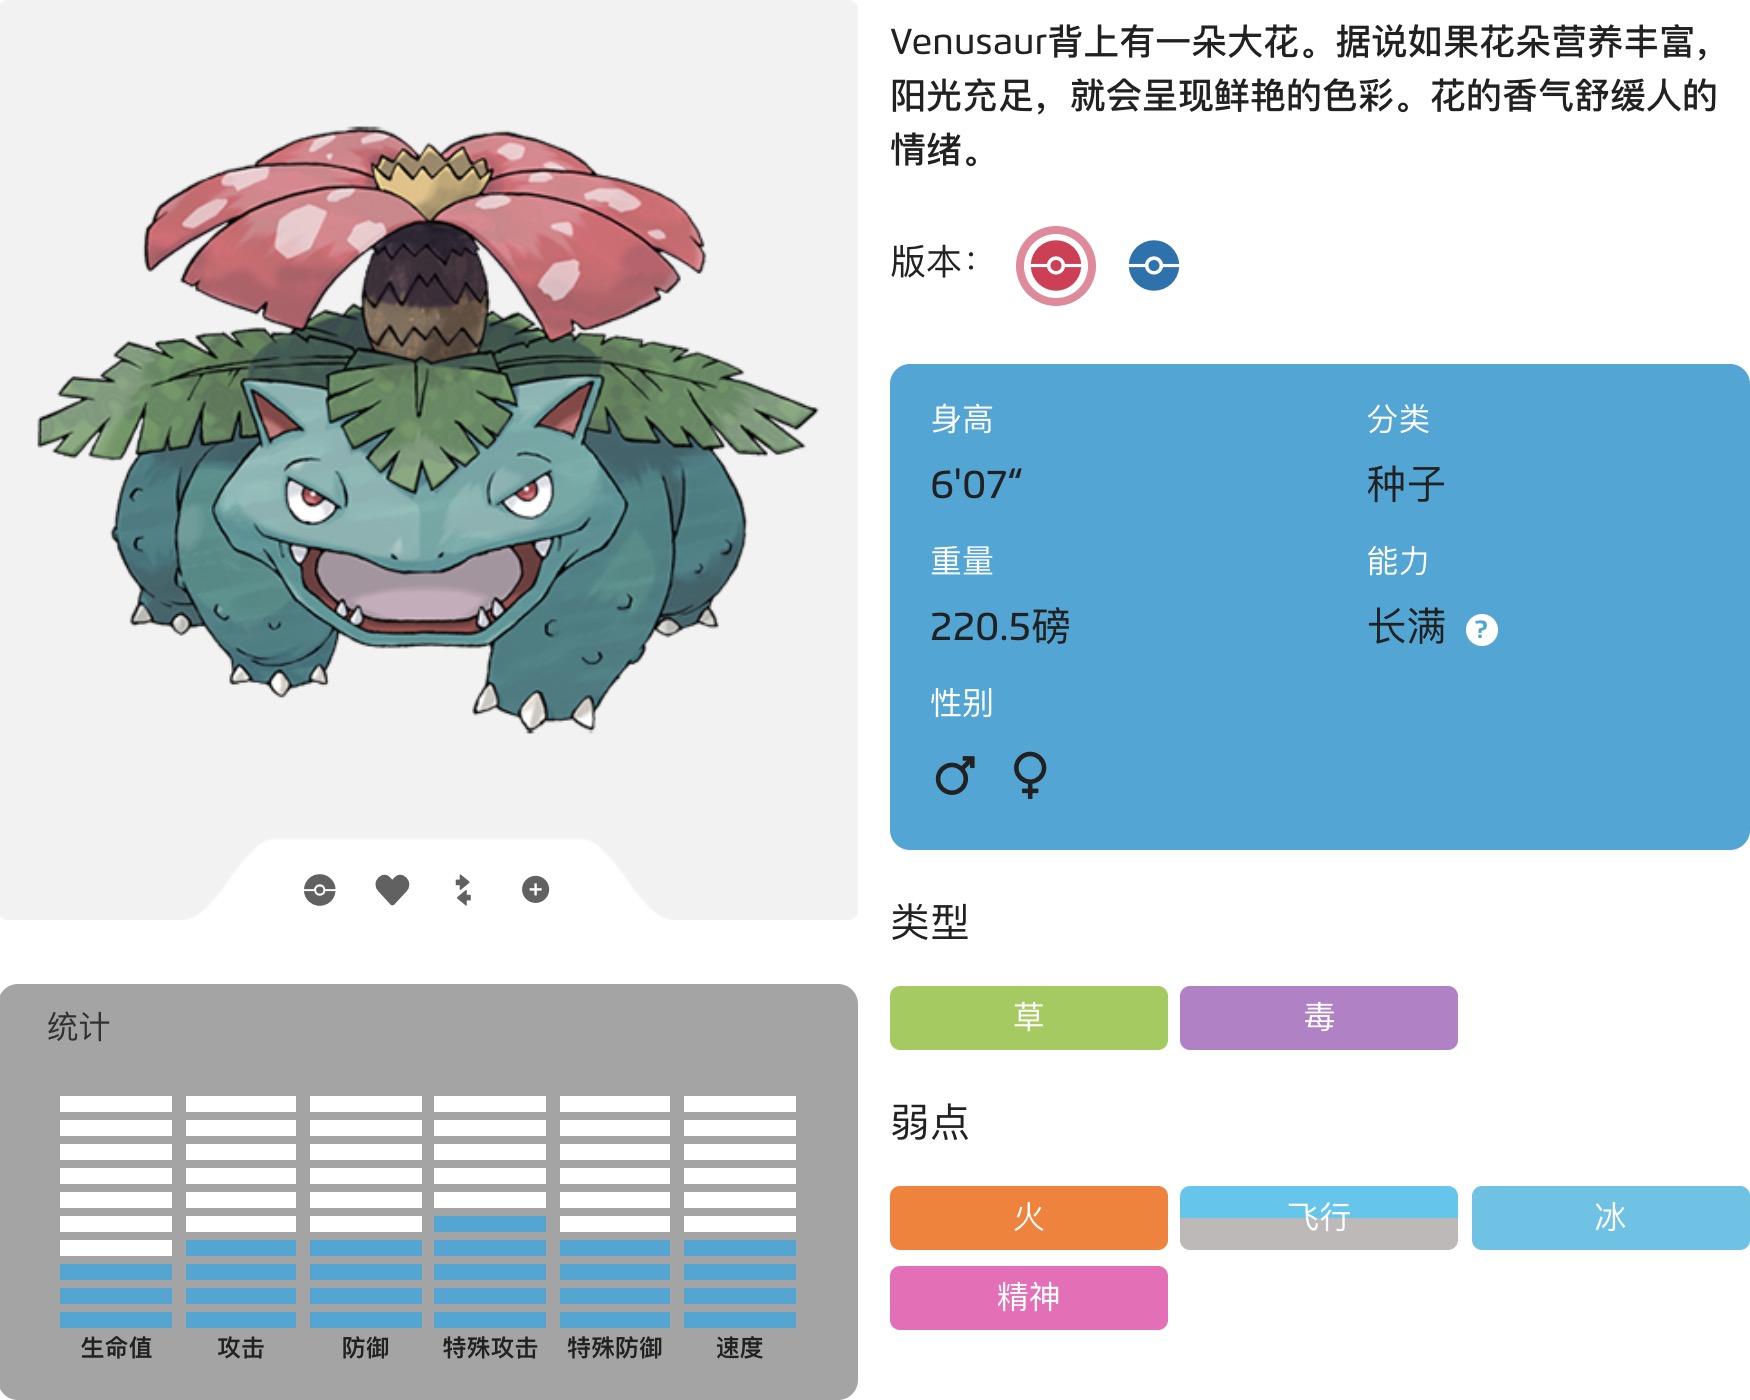 Venusaur背上有一朵大花。据说如果花朵营养丰富，
阳光充足，就会呈现鲜艳的色彩。花的香气舒缓人的
情绪。
版本：
身高
6'07“
分类
种子
重量
220.5磅
能力
长满 ?
性别
类型
草
毒
弱点
火
飞行
冰
精神
统计
生命值
攻击
防御
特殊攻击
特殊防御
速度